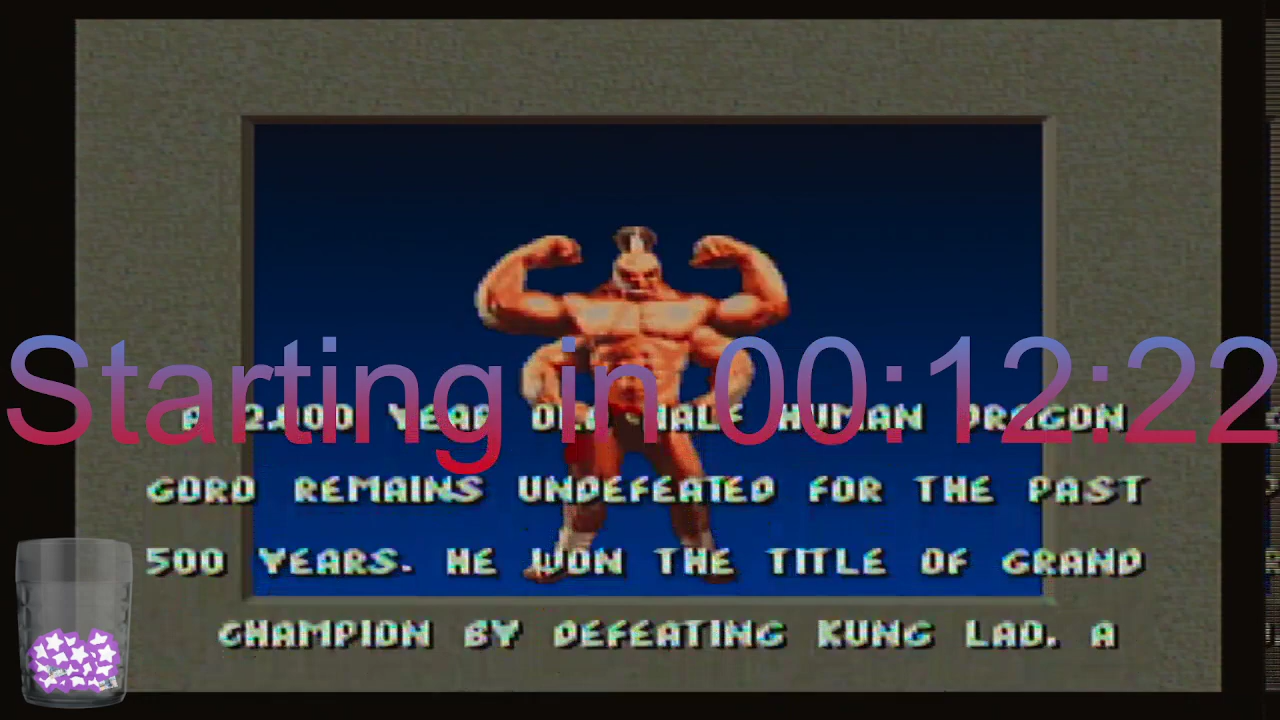 Starting in 00:12:22
A 2,000 YEAR OLD HALF HUMAN DRAGON
GORO REMAINS UNDEFEATED FOR THE PAST
500 YEARS. HE WON THE TITLE OF GRAND
CHAMPION BY DEFEATING KUNG LAO. A